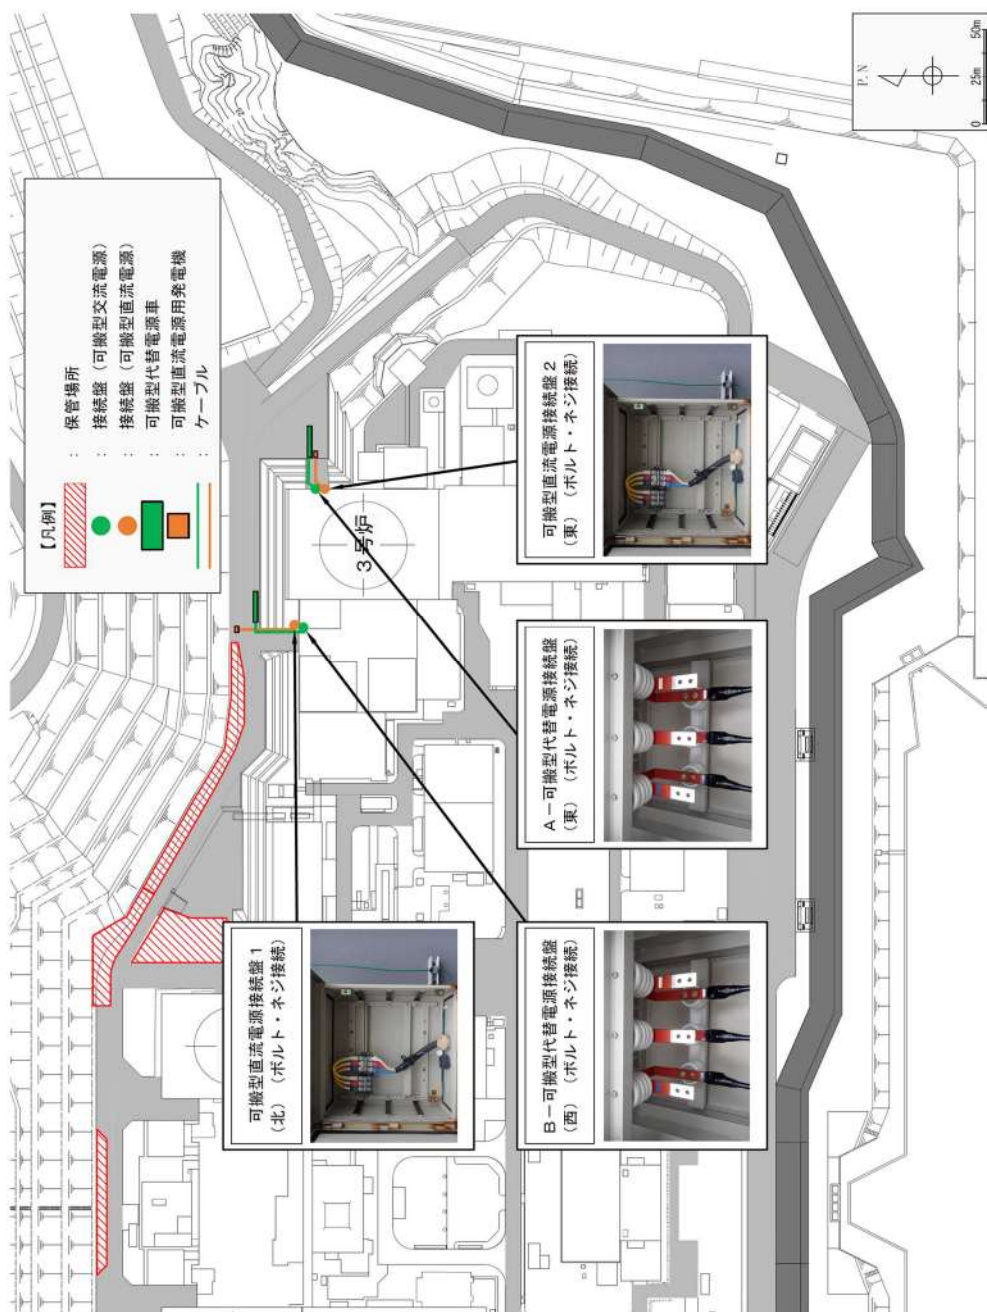 【凡例】
： 保管場所
： 接続盤（可搬型交流電源）
： 接続盤（可搬型直流電源）
： 可搬型代替電源車
： 可搬型直流電源用発電機
： ケーブル
P.N
0 25m 50m
3号炉
可搬型直流電源接続盤1
（北）（ボルト・ネジ接続）
B－可搬型代替電源接続盤
（西）（ボルト・ネジ接続）
A－可搬型代替電源接続盤
（東）（ボルト・ネジ接続）
可搬型直流電源接続盤2
（東）（ボルト・ネジ接続）